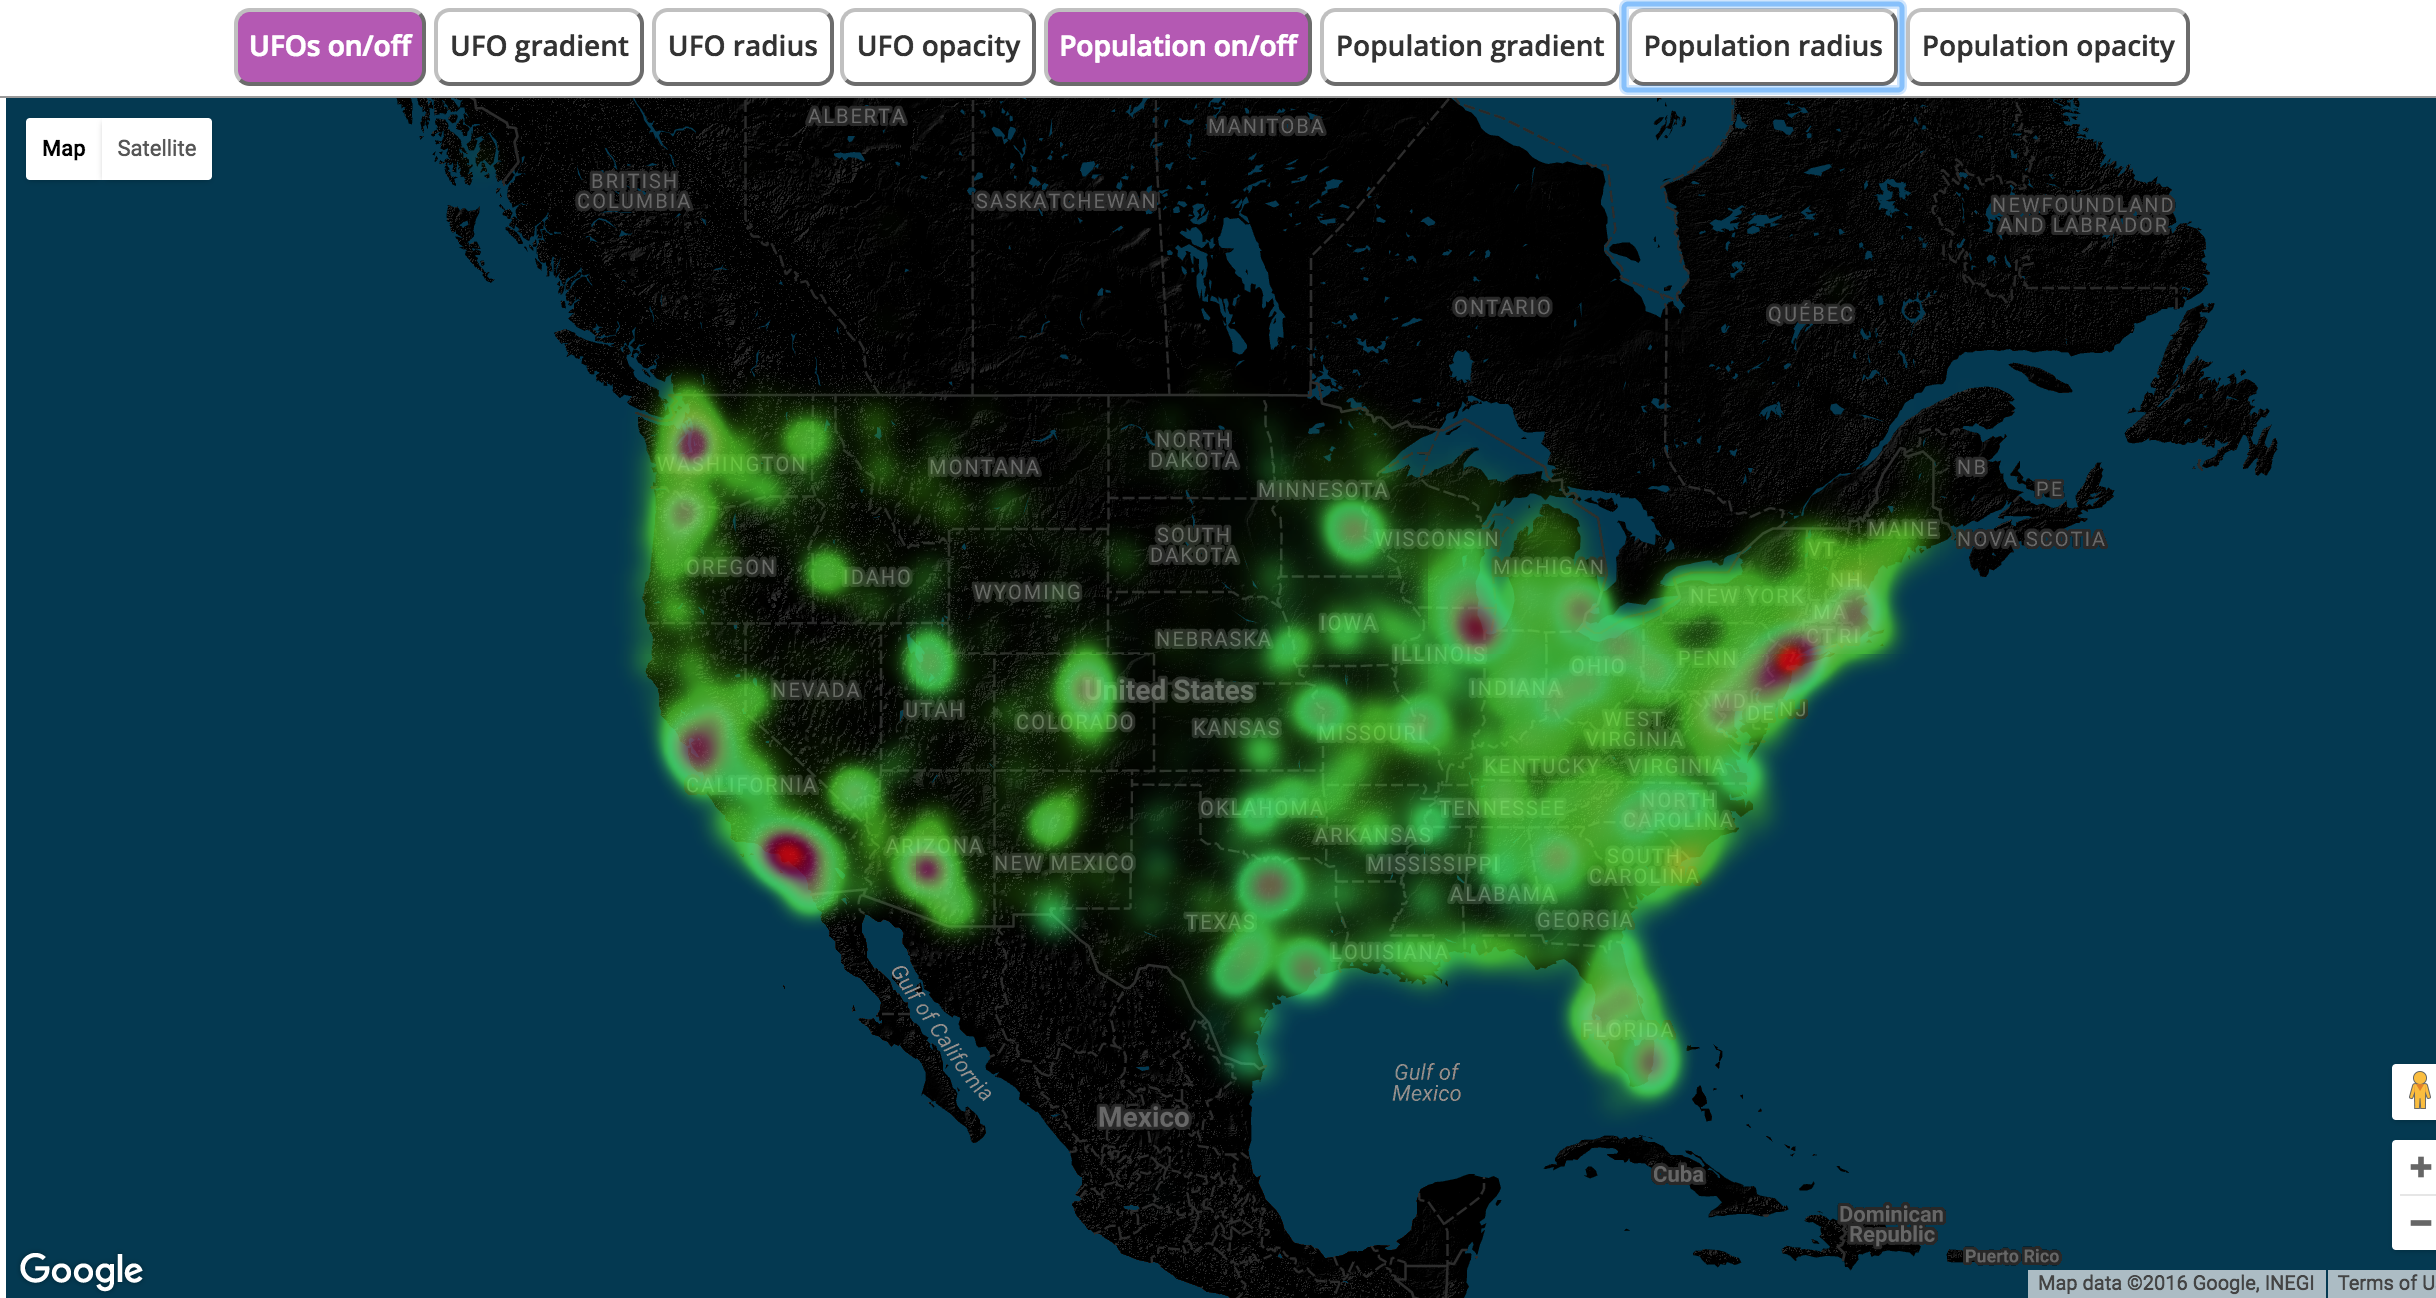 UFOs on/off
UFO gradient
UFO radius
UFO opacity
Population on/off
Population gradient
Population radius
Population opacity
Map
Satellite
ALBERTA
MANITOBA
BRITISH
COLUMBIA
SASKATCHEWAN
NEWFOUNDLAND
AND LABRADOR
ONTARIO
QUÉBEC
NORTH
DAKOTA
WASHINGTON
MONTANA
NB
PE
MINNESOTA
MAINE
NOVA SCOTIA
SOUTH
DAKOTA
WISCONSIN
VT
OREGON
IDAHO
MICHIGAN
NH
WYOMING
NEW YORK
MA
IOWA
CT RI
NEBRASKA
ILLINOIS
OHIO
PENN
NEVADA
United States
INDIANA
MD
DE NJ
UTAH
COLORADO
KANSAS
MISSOURI
WEST
VIRGINIA
KENTUCKY
VIRGINIA
CALIFORNIA
OKLAHOMA
TENNESSEE
NORTH
CAROLINA
ARKANSAS
ARIZONA
NEW MEXICO
MISSISSIPPI
SOUTH
CAROLINA
ALABAMA
TEXAS
GEORGIA
LOUISIANA
Gulf of California
FLORIDA
Gulf of
Mexico
Mexico
Cuba
Dominican
Republic
Puerto Rico
Google
Map data ©2016 Google, INEGI
Terms of U